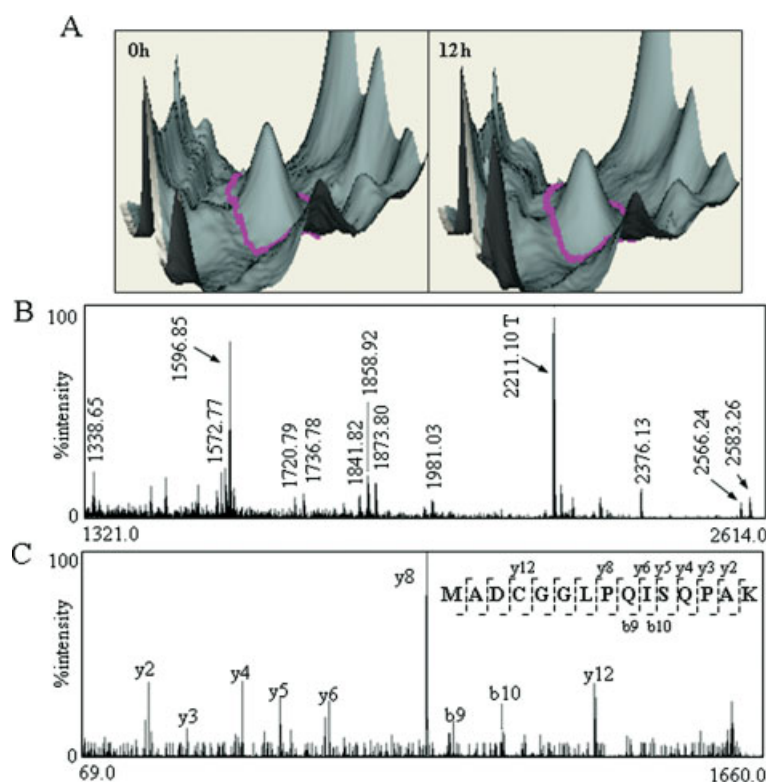 A
0h
12h
B
%intensity
100
0
1338.65
1572.77
1596.85
1720.79
1736.78
1841.82
1858.92
1873.80
1981.03
2211.10 T
2376.13
2566.24
2583.26
1321.0
2614.0
C
%intensity
100
0
y2
y3
y4
y5
y6
y8
b9
b10
y12
y12 y8 y6 y5 y4 y3 y2
MADCGGLPQISQPAK
b9 b10
69.0
1660.0